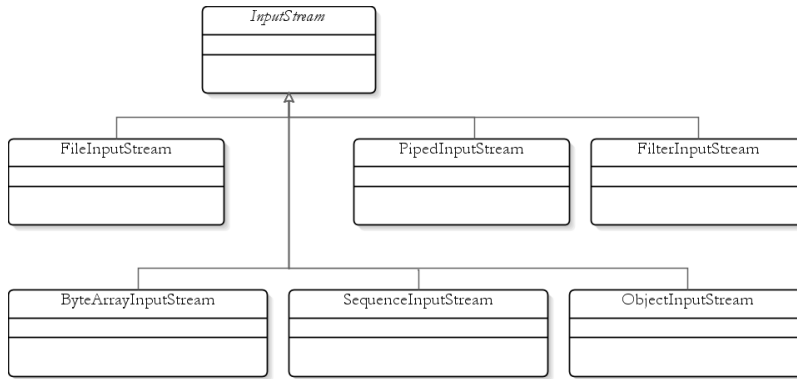 InputStream
FileInputStream
PipedInputStream
FilterInputStream
ByteArrayInputStream
SequenceInputStream
ObjectInputStream